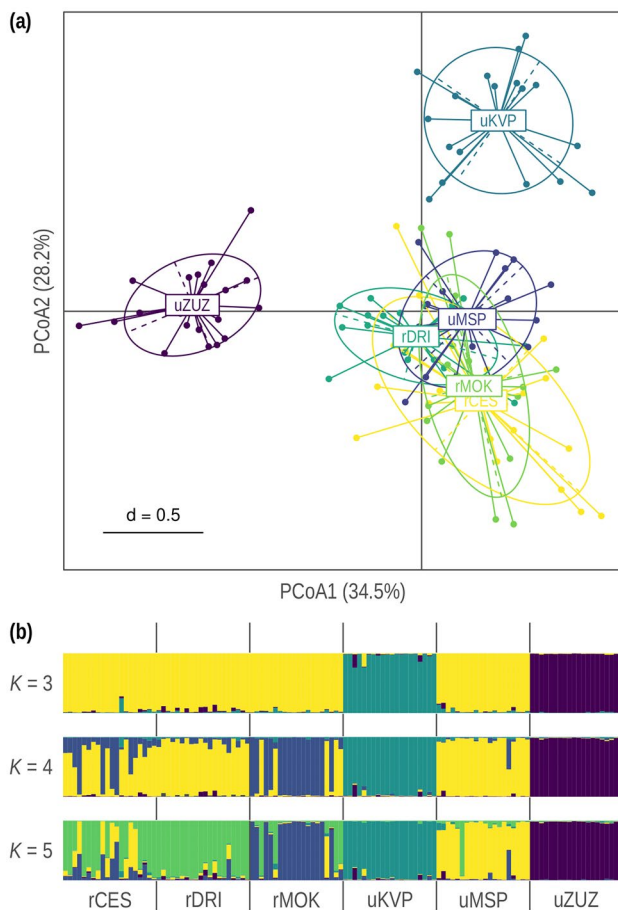 (a)
uKVP
uZUZ
uMSP
rDRI
rMOK
rCES
d = 0.5
PCoA2 (28.2%)
PCoA1 (34.5%)
(b)
K = 3
K = 4
K = 5
rCES rDRI rMOK uKVP uMSP uZUZ